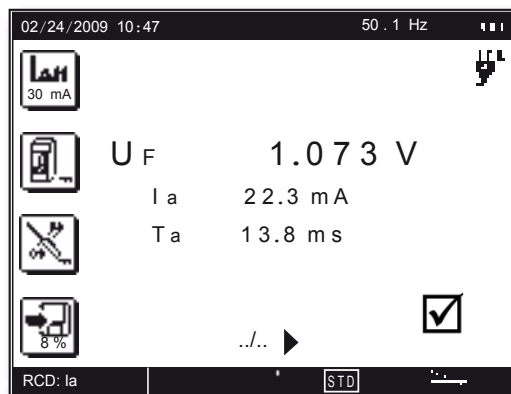 02/24/2009 10:47 50.1 Hz
30 mA
UF 1.073 V
Ia 22.3 mA
Ta 13.8 ms
8 %
../..
RCD: Ia STD